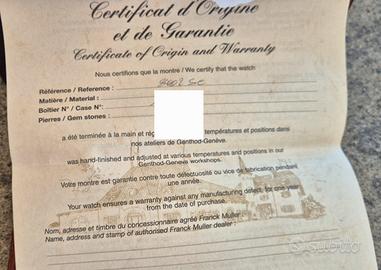 Certificat d'Origine
et de Garantie
Certificate of Origin and Warranty
Nous certifions que la montre / We certify that the watch
Référence / Reference :
Matière / Material :
Boîtier N° / Case N° :
Pierres / Gem stones :
a été terminée à la main et rég températures et positions dans
nos ateliers de Genthod-Genève.
was hand-finished and adjusted at various temperatures and positions in our
Genthod-Geneva workshops.
Votre montre est garantie contre toute défectuosité ou vice de fabrication pendant
une année.
Your watch ensures a warranty against any manufacturing defect, for one year
from the date of purchase.
Nom, adresse et timbre du concessionnaire agréé Franck Muller
Name, address and stamp of authorised Franck Muller dealer :
subito